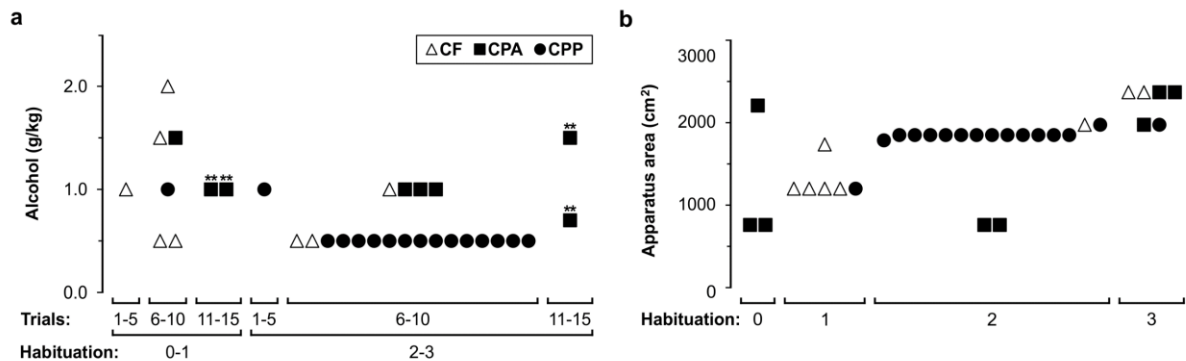 a
Alcohol (g/kg)
2.0
1.0
0.0
CF CPA CPP
** **
**
**
Trials: 1-5 6-10 11-15 1-5 6-10 11-15
Habituation: 0-1 2-3
b
Apparatus area (cm²)
3000
2000
1000
0
Habituation: 0 1 2 3